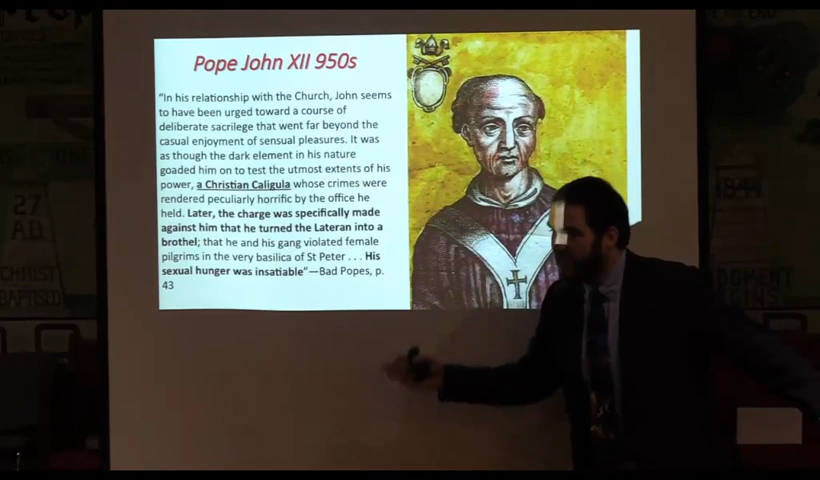 Pope John XII 950s
"In his relationship with the Church, John seems
to have been urged toward a course of
deliberate sacrilege that went far beyond the
casual enjoyment of sensual pleasures. It was
as though the dark element in his nature
goaded him on to test the utmost extents of his
power, a Christian Caligula whose crimes were
rendered peculiarly horrific by the office he
held. Later, the charge was specifically made
against him that he turned the Lateran into a
brothel; that he and his gang violated female
pilgrims in the very basilica of St Peter . . . His
sexual hunger was insatiable"—Bad Popes, p.
43
27
A.D.
CHRIST
BAPTISED
1844